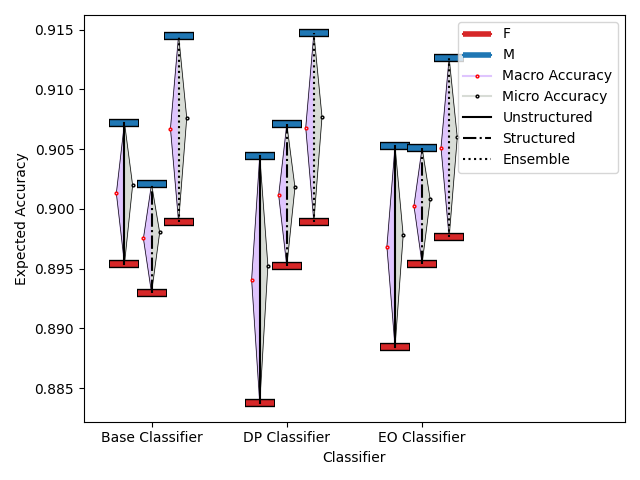 0.915
0.910
0.905
0.900
0.895
0.890
0.885
Expected Accuracy
F
M
Macro Accuracy
Micro Accuracy
Unstructured
Structured
Ensemble
Base Classifier
DP Classifier
EO Classifier
Classifier